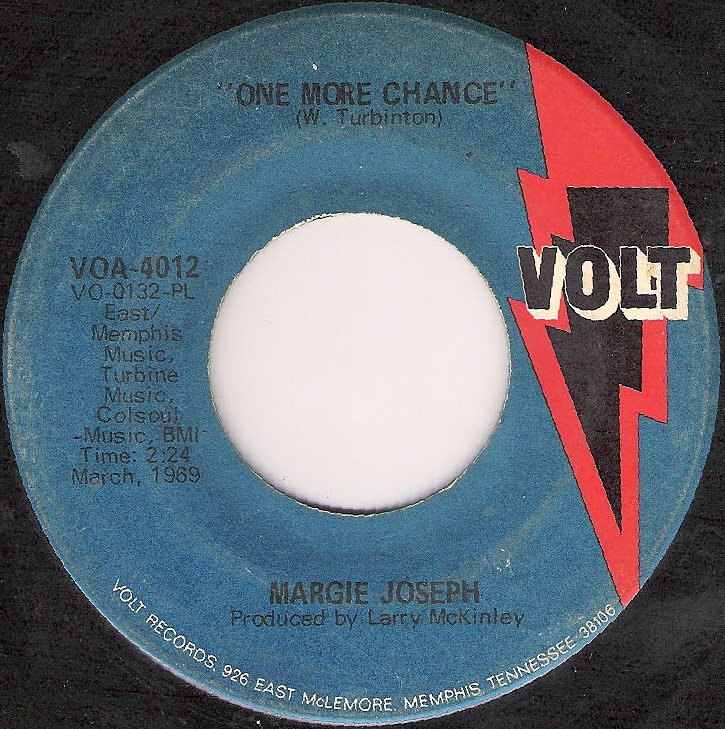 "ONE MORE CHANCE"
(W. Turbinton)
VOLT
VOA-4012
VO-0132-PL
East/
Memphis
Music,
Turbine
Music,
Colsoul
-Music, BMI
Time: 2:24
March, 1969
MARGIE JOSEPH
Produced by Larry McKinley
VOLT RECORDS, 926 EAST McLEMORE, MEMPHIS, TENNESSEE 38106